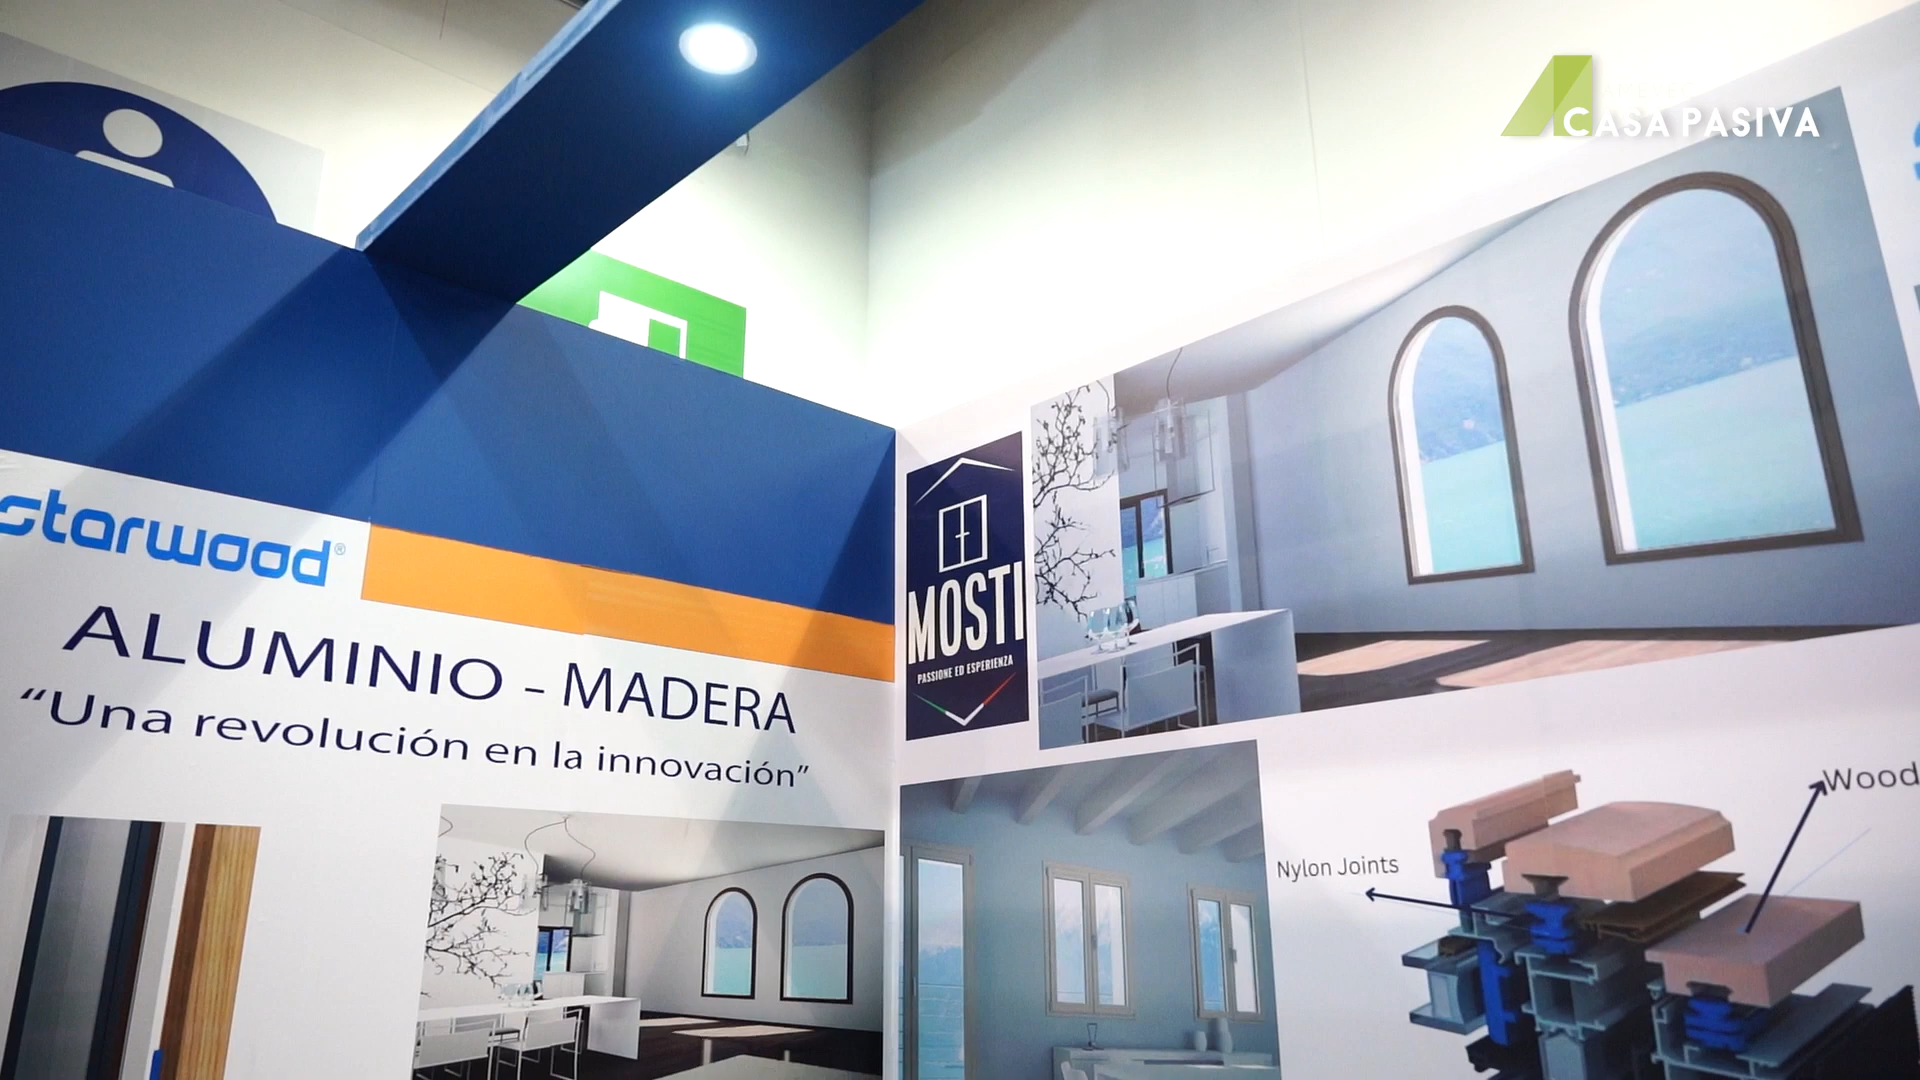 CASA PASIVA
starwood®
ALUMINIO - MADERA
“Una revolución en la innovación”
MOSTI
PASSIONE ED ESPERIENZA
Nylon Joints
Wood